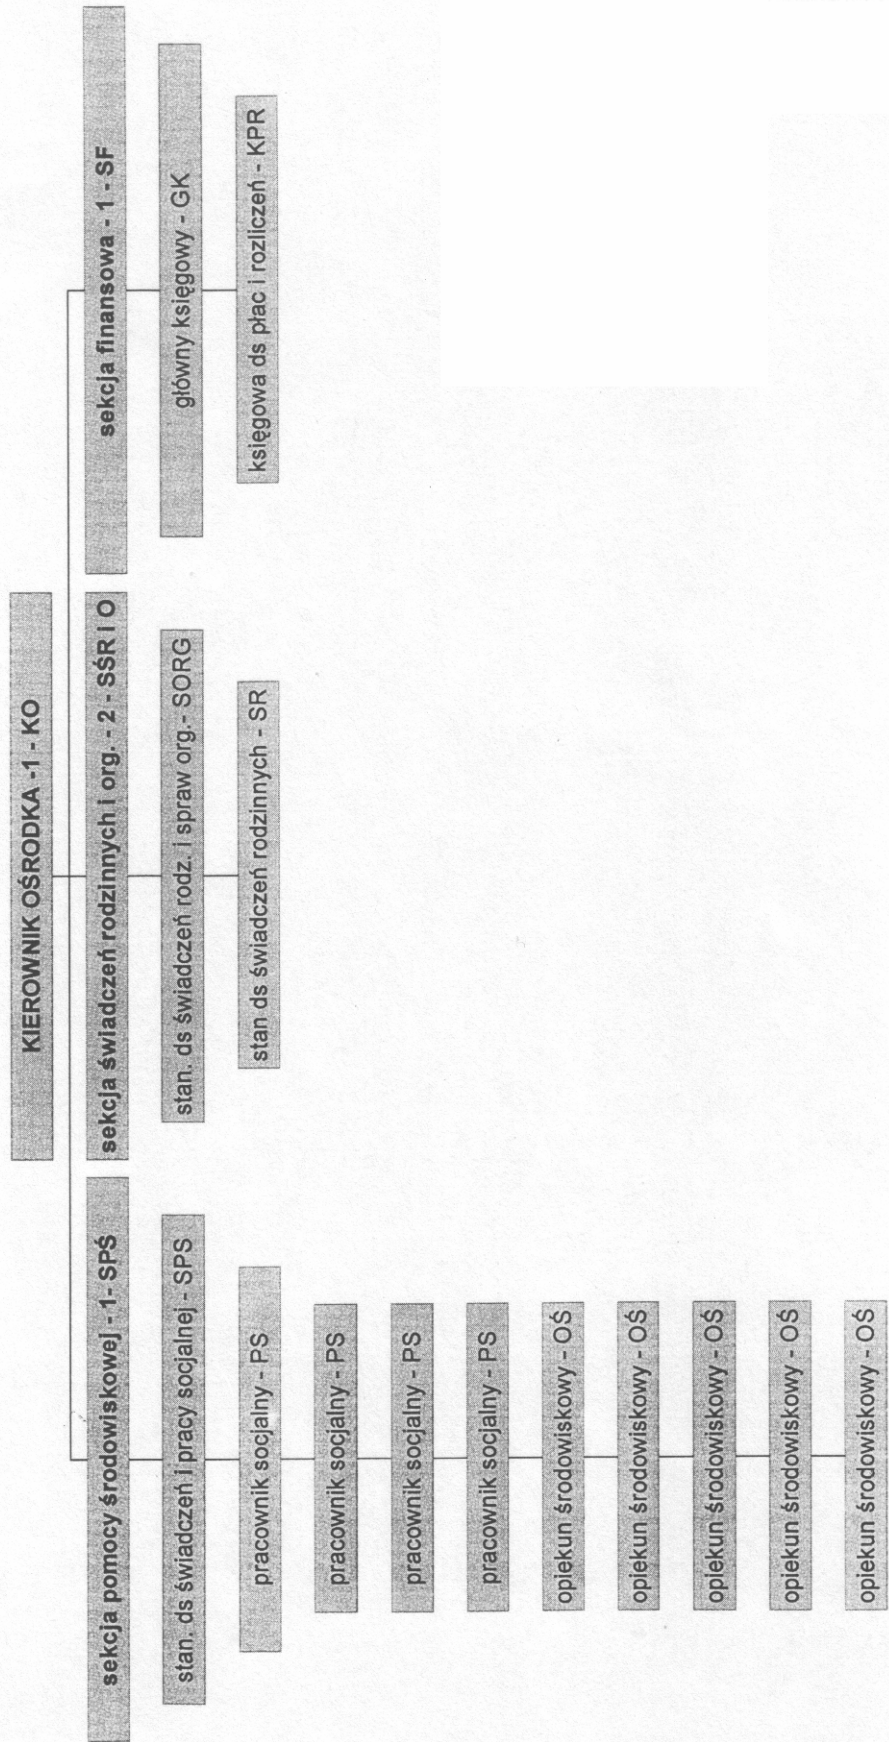 KIEROWNIK OŚRODKA -1 - KO
sekcja pomocy środowiskowej - 1- SPŚ
stan. ds świadczeń i pracy socjalnej - SPS
pracownik socjalny - PS
pracownik socjalny - PS
pracownik socjalny - PS
pracownik socjalny - PS
opiekun środowiskowy - OŚ
opiekun środowiskowy - OŚ
opiekun środowiskowy - OŚ
opiekun środowiskowy - OŚ
opiekun środowiskowy - OŚ
sekcja świadczeń rodzinnych i org. - 2 - SŚR I O
stan. ds świadczeń rodz. i spraw org.- SORG
stan ds świadczeń rodzinnych - SR
sekcja finansowa - 1 - SF
główny księgowy - GK
księgowa ds płac i rozliczeń - KPR